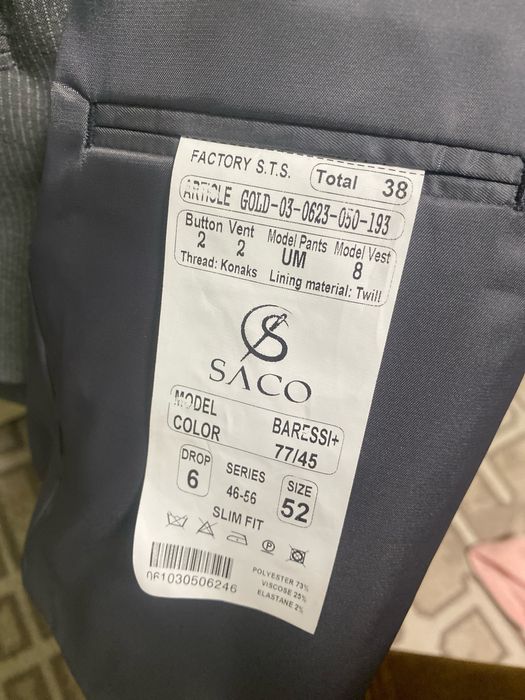 FACTORY S.T.S.
Total 38
ARTICLE GOLD-03-0623-050-193
Button Vent Model Pants Model Vest
2 2 UM 8
Thread: Konaks Lining material: Twill
SACO
MODEL BARESSI+
COLOR 77/45
DROP SERIES SIZE
6 46-56 52
SLIM FIT
P
061030506246
POLYESTER 73%
VISCOSE 25%
ELASTANE 2%